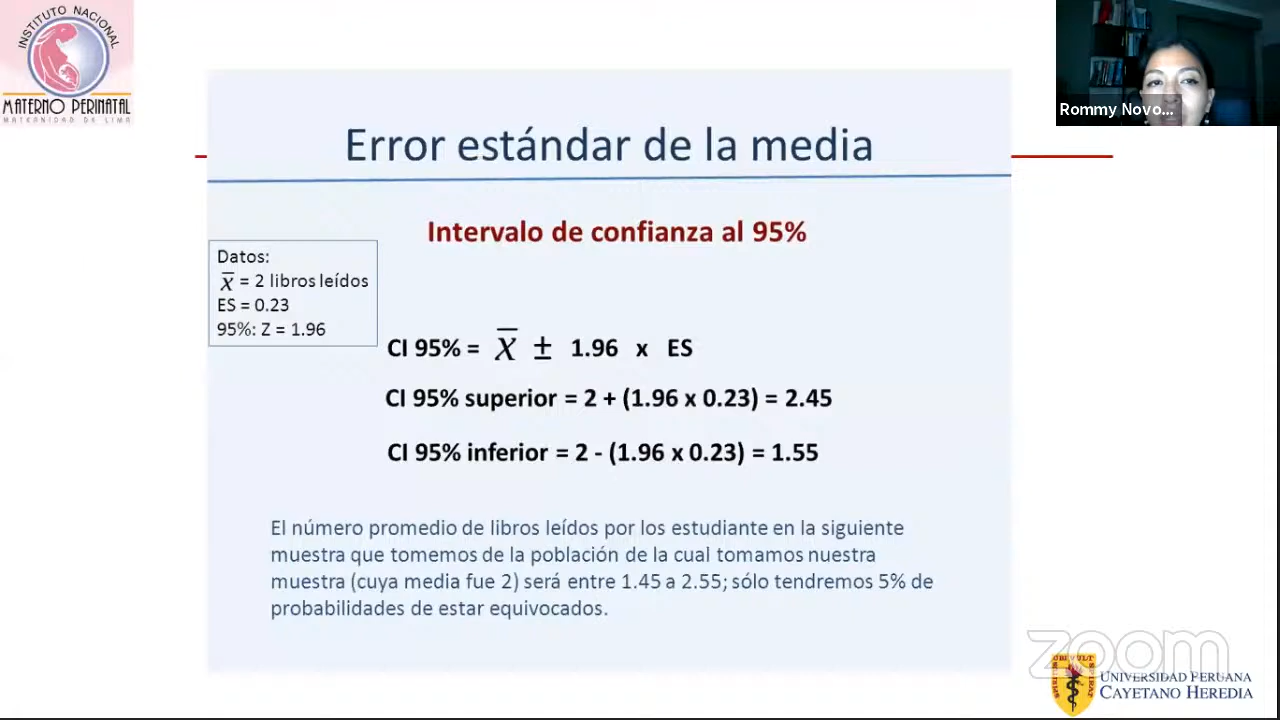 INSTITUTO NACIONAL
MATERNO PERINATAL
MATERNIDAD DE LIMA
Rommy Novo...
Error estándar de la media
Intervalo de confianza al 95%
Datos:
x̅ = 2 libros leídos
ES = 0.23
95%: Z = 1.96
CI 95% = x̅ ± 1.96 x ES
CI 95% superior = 2 + (1.96 x 0.23) = 2.45
CI 95% inferior = 2 - (1.96 x 0.23) = 1.55
El número promedio de libros leídos por los estudiante en la siguiente
muestra que tomemos de la población de la cual tomamos nuestra
muestra (cuya media fue 2) será entre 1.45 a 2.55; sólo tendremos 5% de
probabilidades de estar equivocados.
zoom
UNIVERSIDAD PERUANA
CAYETANO HEREDIA